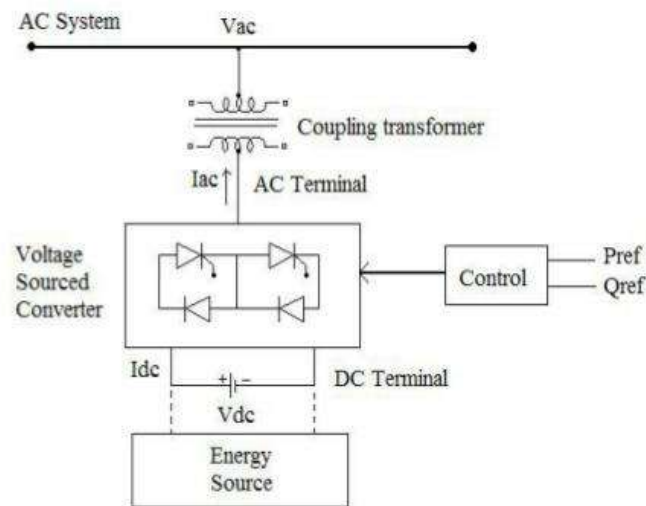 AC System
Vac
Coupling transformer
Iac
AC Terminal
Voltage
Sourced
Converter
Control
Pref
Qref
Idc
+ −
DC Terminal
Vdc
Energy
Source